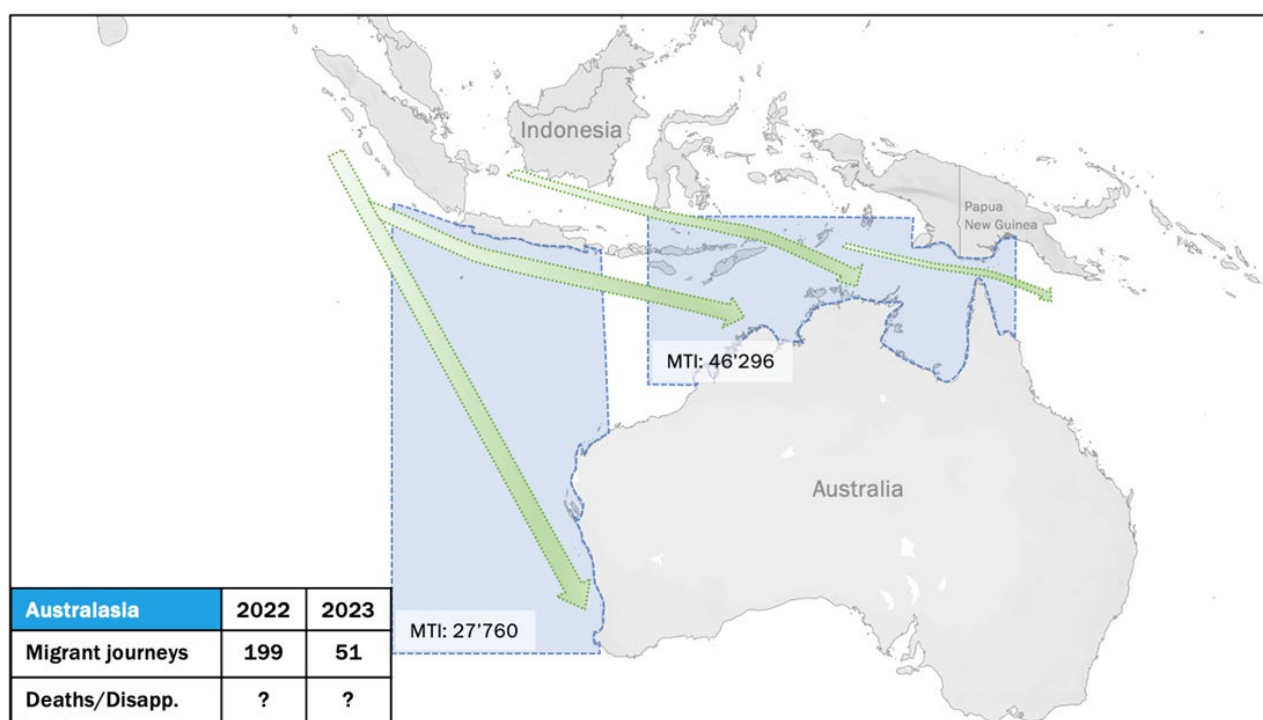 Indonesia
Papua
New Guinea
MTI: 46'296
Australia
MTI: 27'760
Australasia 2022 2023
Migrant journeys 199 51
Deaths/Disapp. ? ?